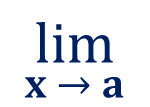 lim
x → a